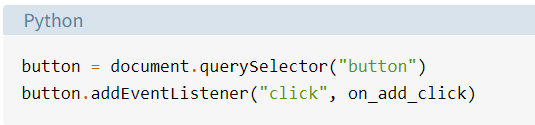 Python
button = document.querySelector("button")
button.addEventListener("click", on_add_click)